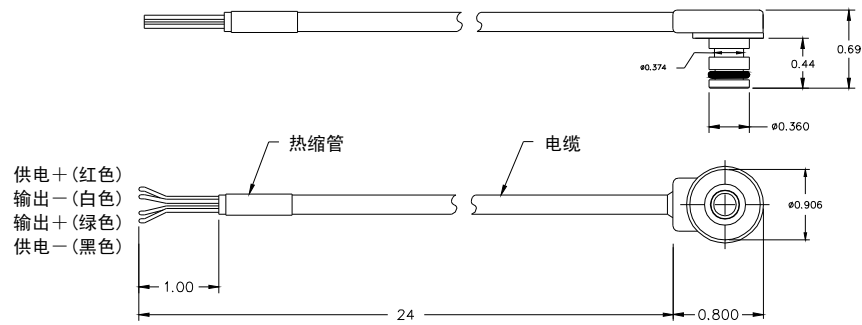 0.69
0.44
ø0.374
ø0.360
热缩管
电缆
供电＋(红色)
输出－(白色)
输出＋(绿色)
供电－(黑色)
ø0.906
1.00
24
0.800